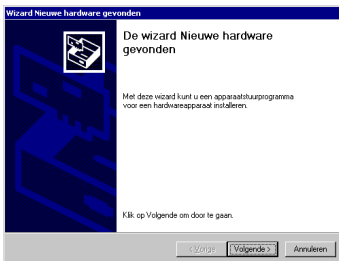 Wizard Nieuwe hardware gevonden
De wizard Nieuwe hardware
gevonden
Met deze wizard kunt u een apparaatstuurprogramma
voor een hardwareapparaat installeren.
Klik op Volgende om door te gaan.
< Vorige
Volgende >
Annuleren